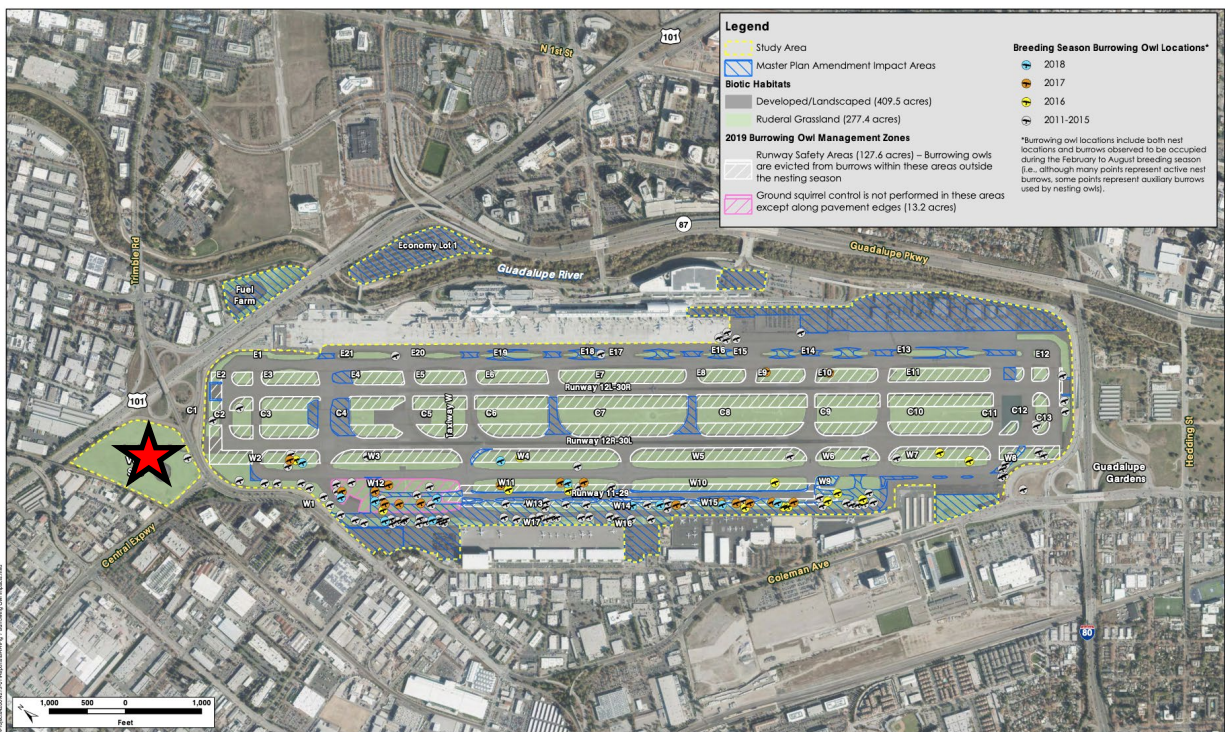 Legend
Study Area
Master Plan Amendment Impact Areas
Biotic Habitats
Developed/Landscaped (409.5 acres)
Ruderal Grassland (277.4 acres)
2019 Burrowing Owl Management Zones
Runway Safety Areas (127.6 acres) – Burrowing owls
are evicted from burrows within these areas outside
the nesting season
Ground squirrel control is not performed in these areas
except along pavement edges (13.2 acres)
Breeding Season Burrowing Owl Locations*
2018
2017
2016
2011-2015
*Burrowing owl locations include both nest
locations and burrows observed to be occupied
during the February to August breeding season
(i.e., although many points represent active nest
burrows, some points represent auxiliary burrows
used by nesting owls).
101
N 1st St
87
Guadalupe Pkwy
Economy Lot 1
Guadalupe River
Trimble Rd
Fuel
Farm
E1
E21
E20
E19
E18
E17
E16
E15
E14
E13
E12
E2
E3
E4
E5
E6
E7
E8
E9
E10
E11
Runway 12L-30R
101
C1
C2
C3
C4
C5
Taxiway W
C6
C7
C8
C9
C10
C11
C12
C13
Runway 12R-30L
Hedding St
W2
W3
W4
W5
W6
W7
W8
Guadalupe
Gardens
W1
W12
W11
W10
W9
Runway 11-29
W13
W14
W15
W17
W16
Central Expwy
Coleman Ave
80
N
1,000 500 0 1,000
Feet